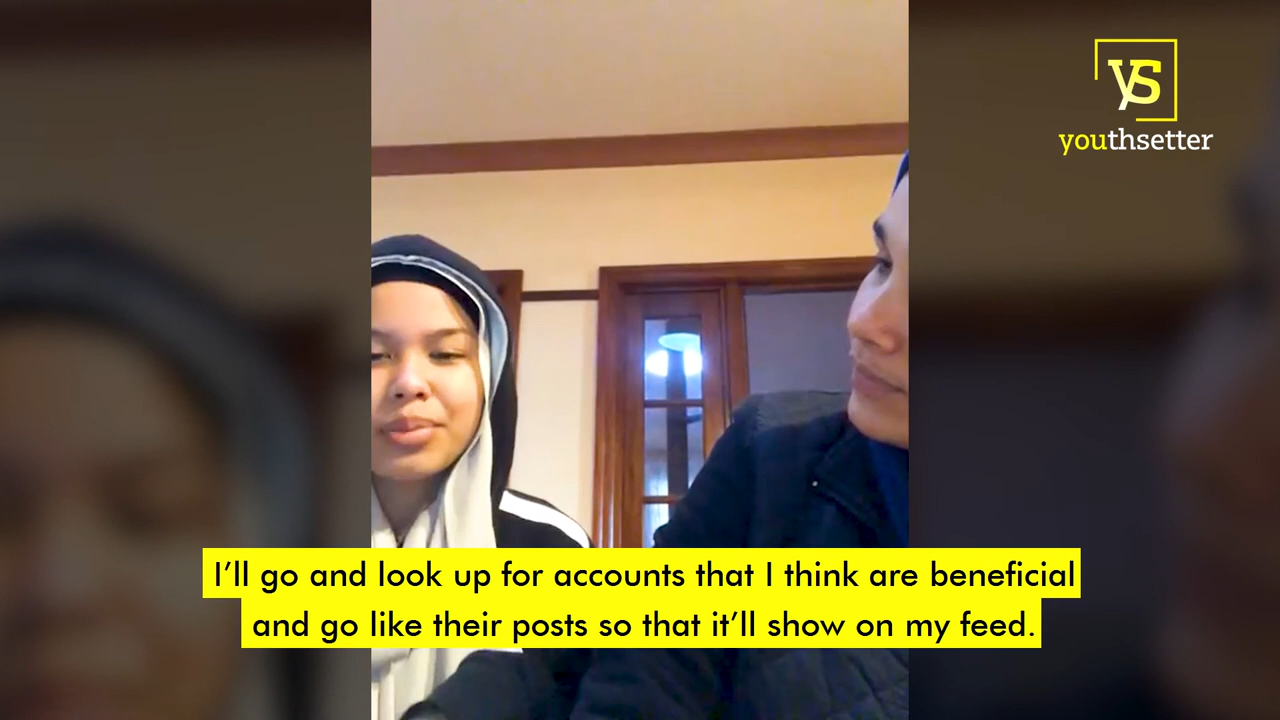 YS
youthsetter
I'll go and look up for accounts that I think are beneficial
and go like their posts so that it'll show on my feed.